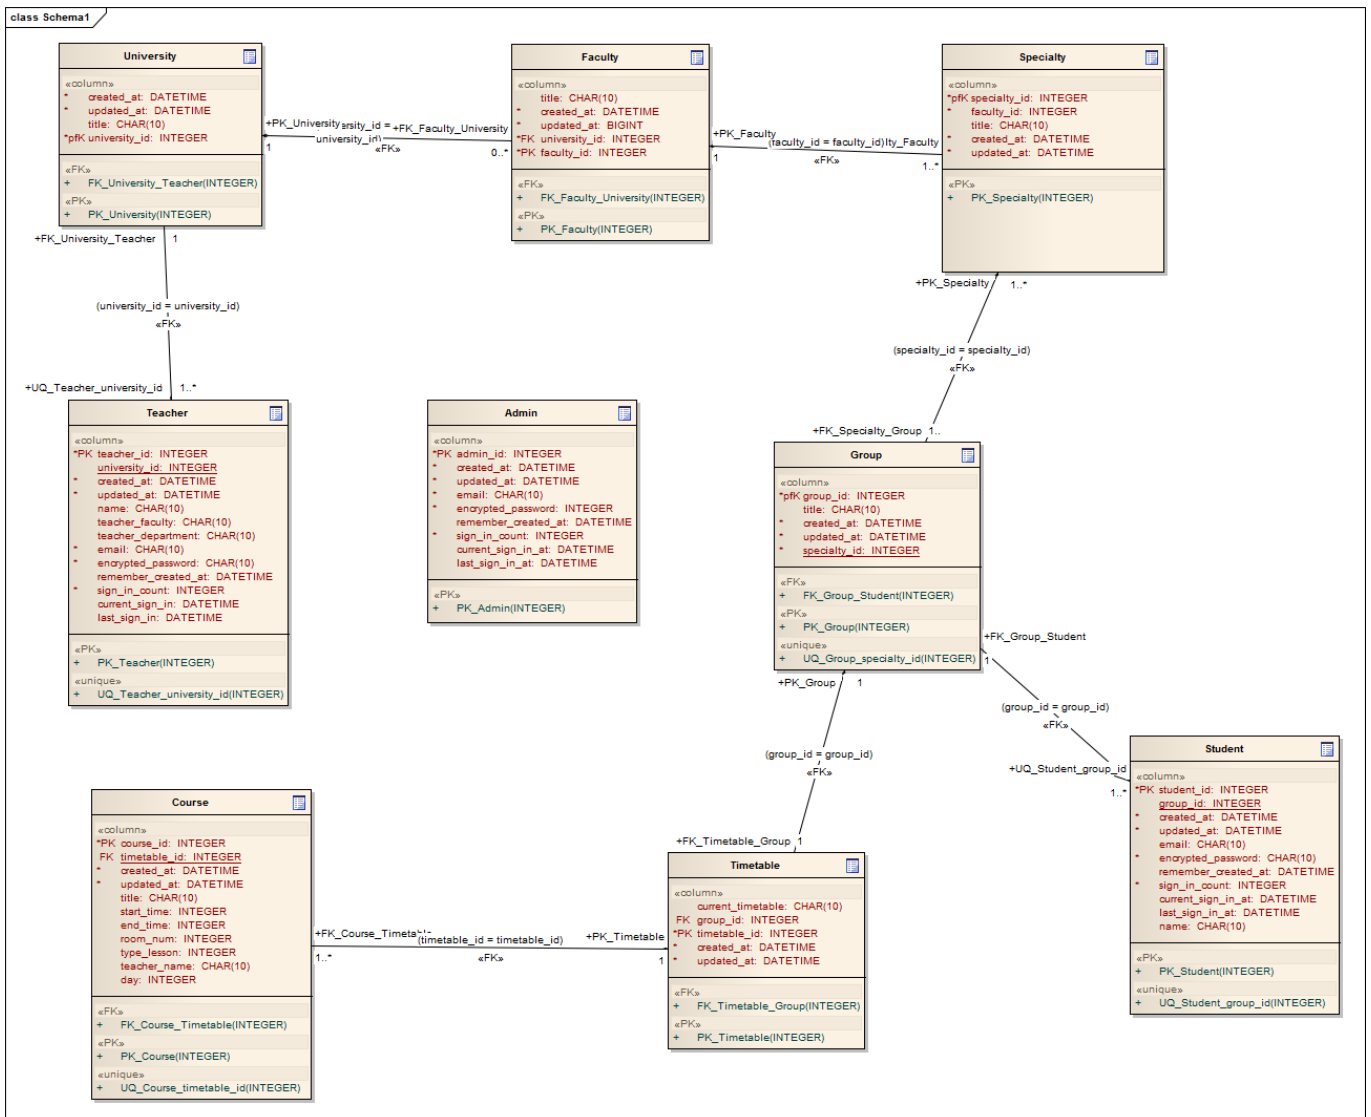 class Schema1
University
«column»
* created_at: DATETIME
* updated_at: DATETIME
title: CHAR(10)
*pfK university_id: INTEGER
«FK»
+ FK_University_Teacher(INTEGER)
«PK»
+ PK_University(INTEGER)
+PK_University
1
ersity_id =
university_id)
«FK»
+FK_Faculty_University
0..*
Faculty
«column»
title: CHAR(10)
* created_at: DATETIME
* updated_at: BIGINT
*FK university_id: INTEGER
*PK faculty_id: INTEGER
«FK»
+ FK_Faculty_University(INTEGER)
«PK»
+ PK_Faculty(INTEGER)
+PK_Faculty
1
(faculty_id = faculty_id)
lty_Faculty
«FK»
1..*
Specialty
«column»
*pfK specialty_id: INTEGER
* faculty_id: INTEGER
title: CHAR(10)
* created_at: DATETIME
* updated_at: DATETIME
«PK»
+ PK_Specialty(INTEGER)
+FK_University_Teacher
1
(university_id = university_id)
«FK»
+UQ_Teacher_university_id
1..*
+PK_Specialty
1..*
(specialty_id = specialty_id)
«FK»
+FK_Specialty_Group
1..
Teacher
«column»
*PK teacher_id: INTEGER
university_id: INTEGER
* created_at: DATETIME
* updated_at: DATETIME
name: CHAR(10)
teacher_faculty: CHAR(10)
teacher_department: CHAR(10)
* email: CHAR(10)
* encrypted_password: CHAR(10)
remember_created_at: DATETIME
* sign_in_count: INTEGER
current_sign_in: DATETIME
last_sign_in: DATETIME
«PK»
+ PK_Teacher(INTEGER)
«unique»
+ UQ_Teacher_university_id(INTEGER)
Admin
«column»
*PK admin_id: INTEGER
* created_at: DATETIME
* updated_at: DATETIME
* email: CHAR(10)
* encrypted_password: INTEGER
remember_created_at: DATETIME
* sign_in_count: INTEGER
current_sign_in_at: DATETIME
last_sign_in_at: DATETIME
«PK»
+ PK_Admin(INTEGER)
Group
«column»
*pfK group_id: INTEGER
title: CHAR(10)
* created_at: DATETIME
* updated_at: DATETIME
* specialty_id: INTEGER
«FK»
+ FK_Group_Student(INTEGER)
«PK»
+ PK_Group(INTEGER)
«unique»
+ UQ_Group_specialty_id(INTEGER)
+FK_Group_Student
1
(group_id = group_id)
«FK»
+UQ_Student_group_id
1..*
+PK_Group
1
(group_id = group_id)
«FK»
+FK_Timetable_Group
1
Student
«column»
*PK student_id: INTEGER
group_id: INTEGER
* created_at: DATETIME
* updated_at: DATETIME
email: CHAR(10)
* encrypted_password: CHAR(10)
remember_created_at: DATETIME
* sign_in_count: INTEGER
current_sign_in_at: DATETIME
last_sign_in_at: DATETIME
name: CHAR(10)
«PK»
+ PK_Student(INTEGER)
«unique»
+ UQ_Student_group_id(INTEGER)
Course
«column»
*PK course_id: INTEGER
FK timetable_id: INTEGER
* created_at: DATETIME
* updated_at: DATETIME
title: CHAR(10)
start_time: INTEGER
end_time: INTEGER
room_num: INTEGER
type_lesson: INTEGER
teacher_name: CHAR(10)
day: INTEGER
«FK»
+ FK_Course_Timetable(INTEGER)
«PK»
+ PK_Course(INTEGER)
«unique»
+ UQ_Course_timetable_id(INTEGER)
+FK_Course_Timetable
1..*
(timetable_id = timetable_id)
«FK»
+PK_Timetable
1
Timetable
«column»
current_timetable: CHAR(10)
FK group_id: INTEGER
*PK timetable_id: INTEGER
* created_at: DATETIME
* updated_at: DATETIME
«FK»
+ FK_Timetable_Group(INTEGER)
«PK»
+ PK_Timetable(INTEGER)